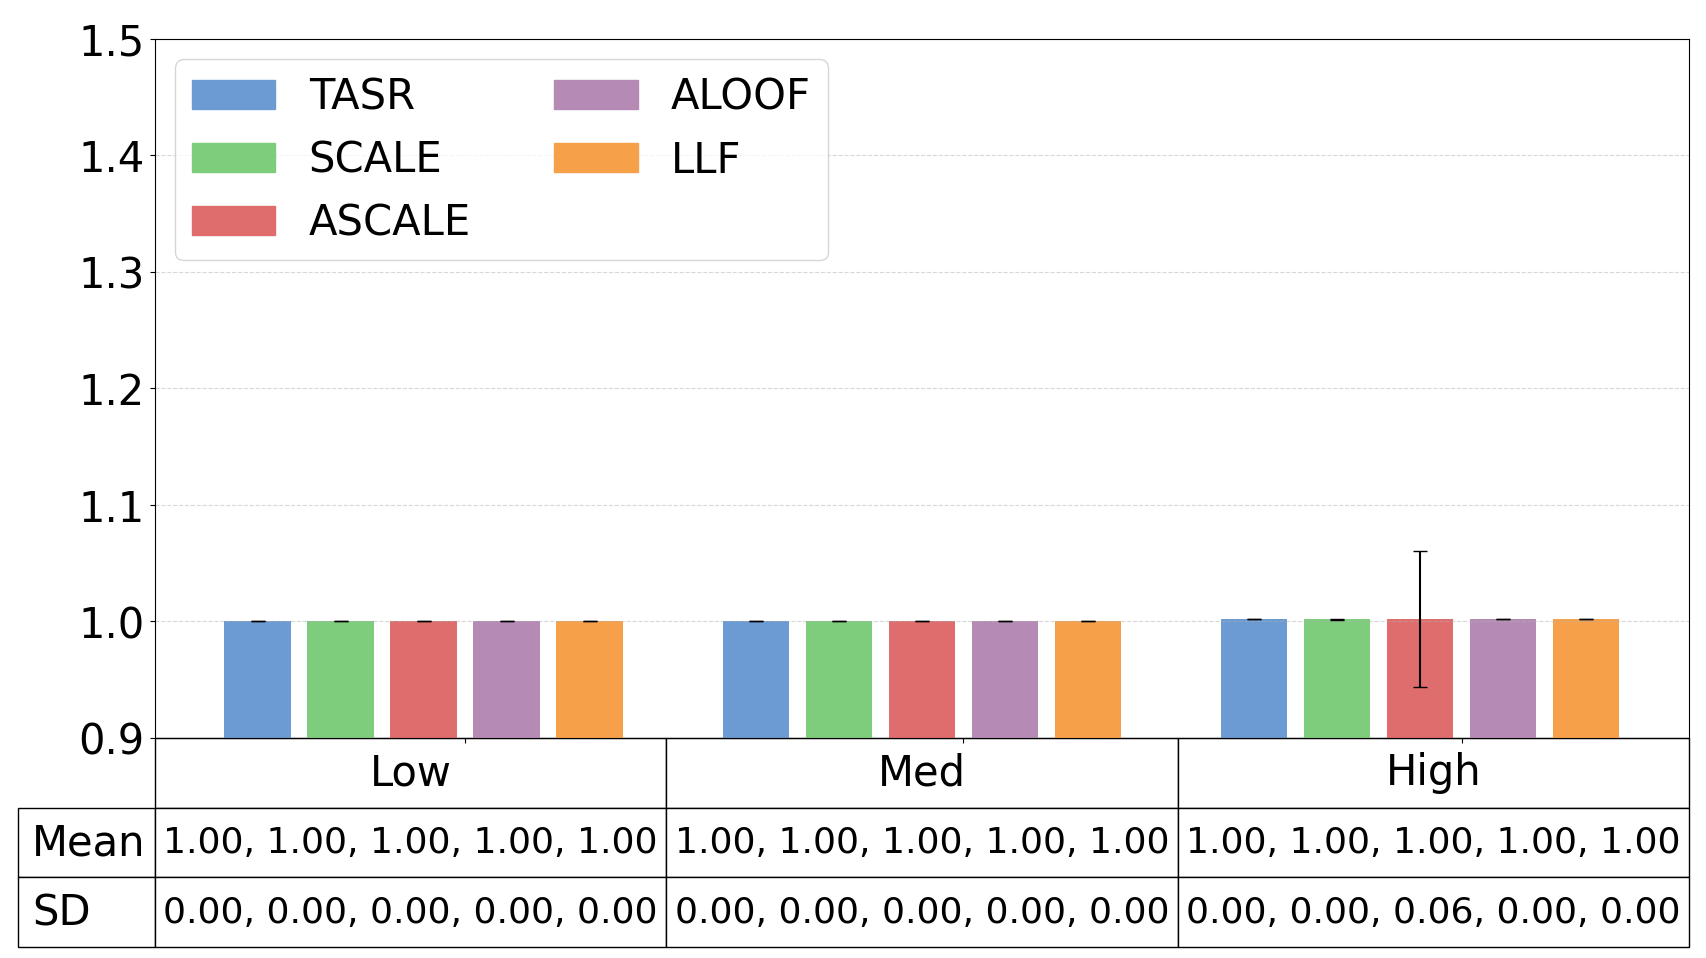 1.5
1.4
1.3
1.2
1.1
1.0
0.9
TASR
SCALE
ASCALE
ALOOF
LLF
Low Med High
Mean 1.00, 1.00, 1.00, 1.00, 1.00 1.00, 1.00, 1.00, 1.00, 1.00 1.00, 1.00, 1.00, 1.00, 1.00
SD 0.00, 0.00, 0.00, 0.00, 0.00 0.00, 0.00, 0.00, 0.00, 0.00 0.00, 0.00, 0.06, 0.00, 0.00